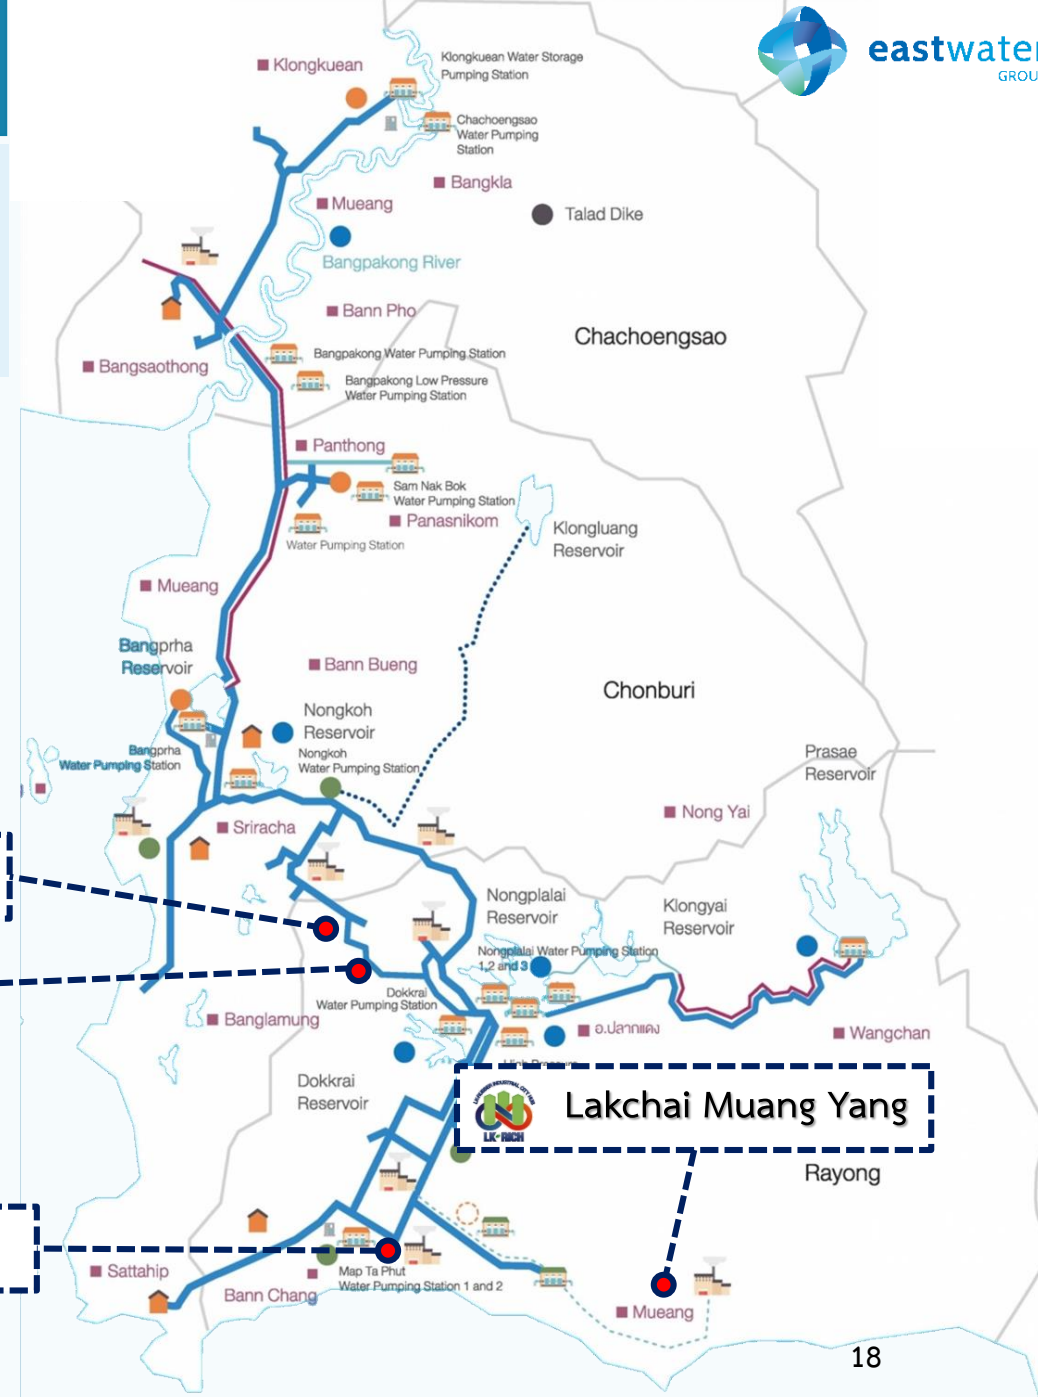 eastwater
GROU
Klongkuean
Klongkuean Water Storage
Pumping Station
Chachoengsao
Water Pumping
Station
Bangkla
Mueang
Talad Dike
Bangpakong River
Bann Pho
Chachoengsao
Bangpakong Water Pumping Station
Bangsaothong
Bangpakong Low Pressure
Water Pumping Station
Panthong
Sam Nak Bok
Water Pumping Station
Panasnikom
Klongluang
Reservoir
Water Pumping Station
Mueang
Bangprha
Reservoir
Bann Bueng
Chonburi
Nongkoh
Reservoir
Nongkoh
Water Pumping Station
Bangprha
Water Pumping Station
Prasae
Reservoir
Nong Yai
Sriracha
Nongplalai
Reservoir
Klongyai
Reservoir
Nongplalai Water Pumping Station
1,2 and 3
Dokkrai
Water Pumping Station
Banglamung
อ.ปลวกแดง
Wangchan
High Pressure
Dokkrai
Reservoir
LK-RICH
Lakchai Muang Yang
Rayong
Sattahip
Map Ta Phut
Water Pumping Station 1 and 2
Bann Chang
Mueang
18